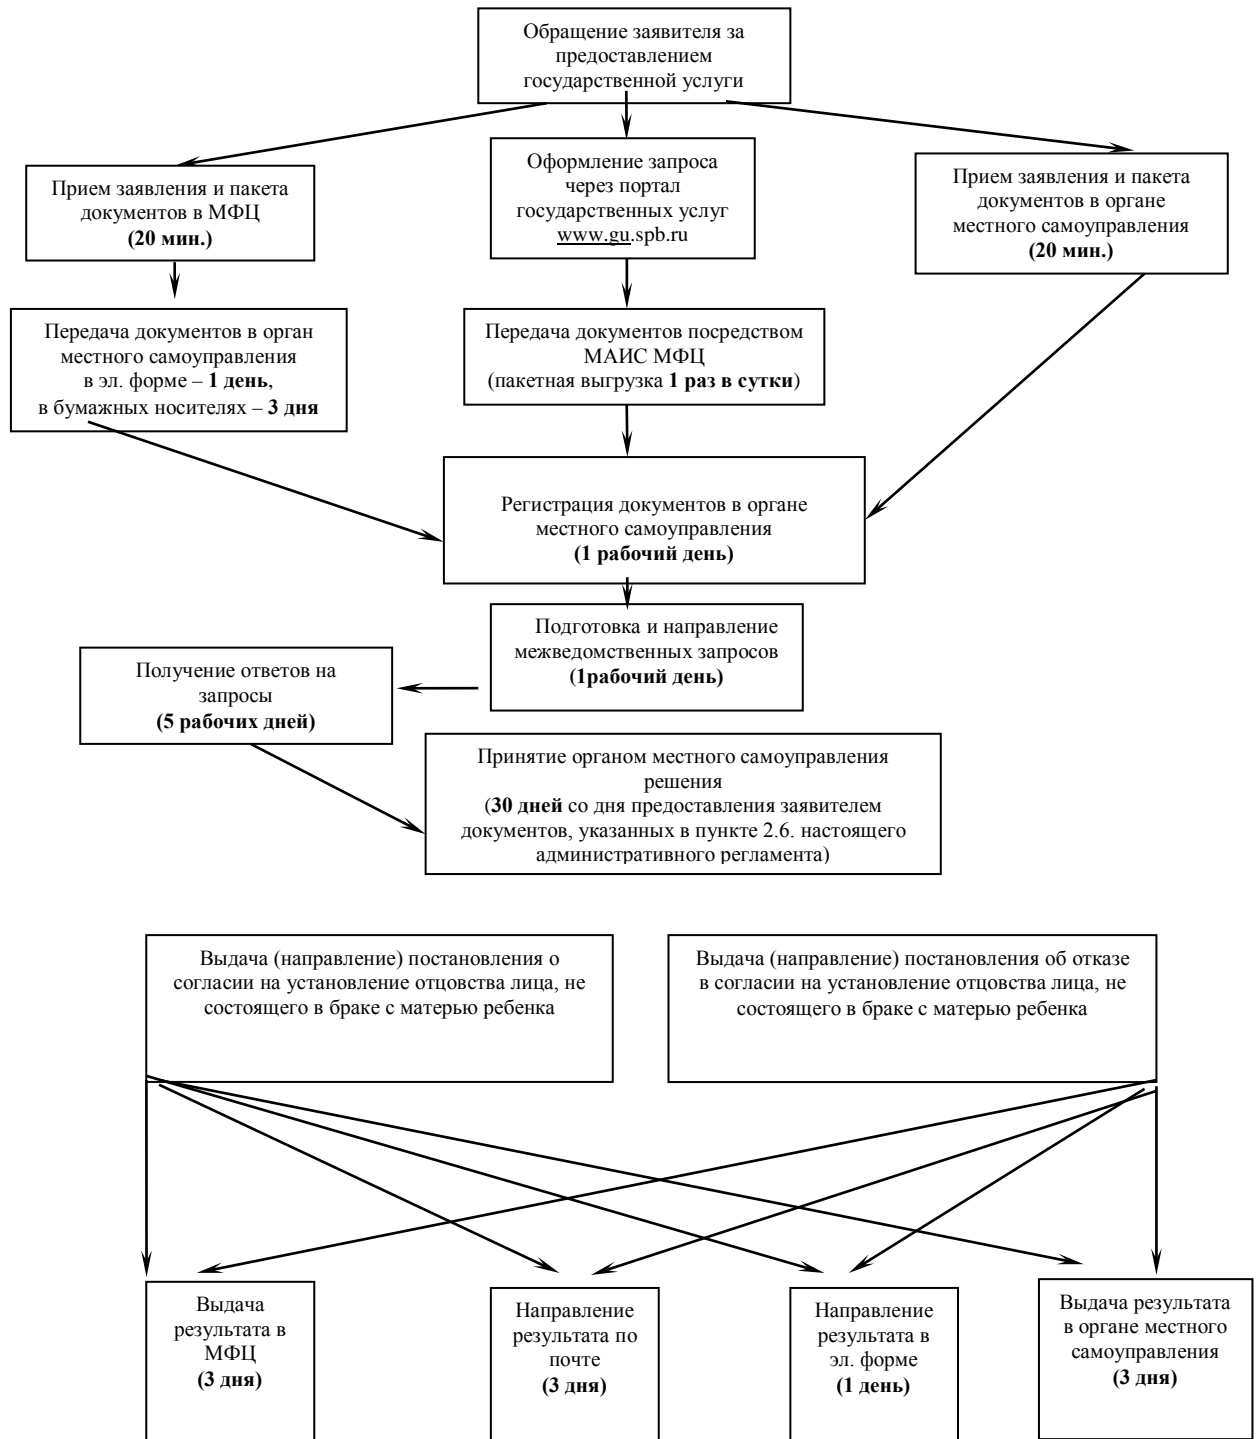 Обращение заявителя за
предоставлением
государственной услуги
Прием заявления и пакета
документов в МФЦ
(20 мин.)
Оформление запроса
через портал
государственных услуг
www.gu.spb.ru
Прием заявления и пакета
документов в органе
местного самоуправления
(20 мин.)
Передача документов в орган
местного самоуправления
в эл. форме – 1 день,
в бумажных носителях – 3 дня
Передача документов посредством
МАИС МФЦ
(пакетная выгрузка 1 раз в сутки)
Регистрация документов в органе
местного самоуправления
(1 рабочий день)
Подготовка и направление
межведомственных запросов
(1рабочий день)
Получение ответов на
запросы
(5 рабочих дней)
Принятие органом местного самоуправления
решения
(30 дней со дня предоставления заявителем
документов, указанных в пункте 2.6. настоящего
административного регламента)
Выдача (направление) постановления о
согласии на установление отцовства лица, не
состоящего в браке с матерью ребенка
Выдача (направление) постановления об отказе
в согласии на установление отцовства лица, не
состоящего в браке с матерью ребенка
Выдача
результата в
МФЦ
(3 дня)
Направление
результата по
почте
(3 дня)
Направление
результата в
эл. форме
(1 день)
Выдача результата
в органе местного
самоуправления
(3 дня)